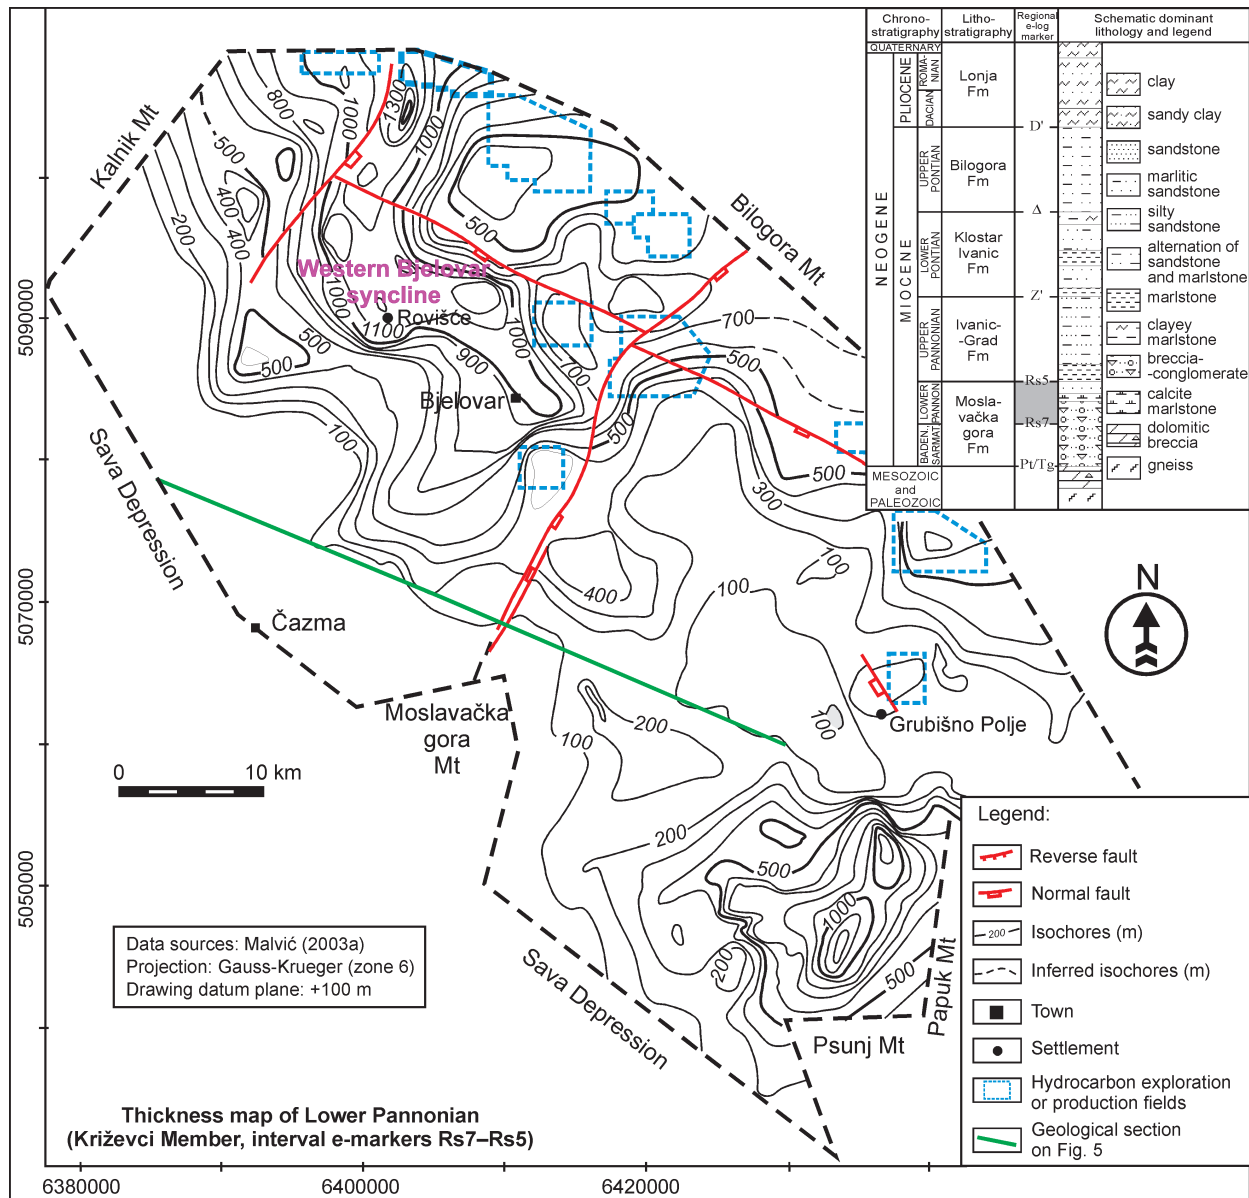 Chrono-
stratigraphy
Litho-
stratigraphy
Regional
e-log
marker
Schematic dominant
lithology and legend
QUATERNARY
NEOGENE
PLIOCENE
ROMA-
NIAN
DACIAN
Lonja
Fm
D'
MIOCENE
UPPER
PONTIAN
Bilogora
Fm
Δ
LOWER
PONTIAN
Klostar
Ivanic
Fm
Z'
UPPER
PANNONIAN
Ivanic-
-Grad
Fm
Rs5
LOWER
PANNON.
Mosla-
vačka
gora
Fm
Rs7
BADEN.
SARMAT.
Pt/Tg
MESOZOIC
and
PALEOZOIC
clay
sandy clay
sandstone
marlitic
sandstone
silty
sandstone
alternation of
sandstone
and marlstone
marlstone
clayey
marlstone
breccia-
-conglomerate
calcite
marlstone
dolomitic
breccia
gneiss
Kalnik Mt
Bilogora Mt
800
1000
1300
1000
500
400
400
200
500
Western Bjelovar
syncline
1000
Rovišće
1100
1000
900
700
700
500
500
500
500
Bjelovar
500
500
300
100
100
100
400
Sava Depression
Čazma
Moslavačka
gora
Mt
N
Grubišno Polje
100
200
100
200
500
1000
200
500
Sava Depression
Psunj Mt
Papuk Mt
0
10 km
Data sources: Malvić (2003a)
Projection: Gauss-Krueger (zone 6)
Drawing datum plane: +100 m
Thickness map of Lower Pannonian
(Križevci Member, interval e-markers Rs7–Rs5)
Legend:
Reverse fault
Normal fault
200
Isochores (m)
Inferred isochores (m)
Town
Settlement
Hydrocarbon exploration
or production fields
Geological section
on Fig. 5
5090000
5070000
5050000
6380000
6400000
6420000